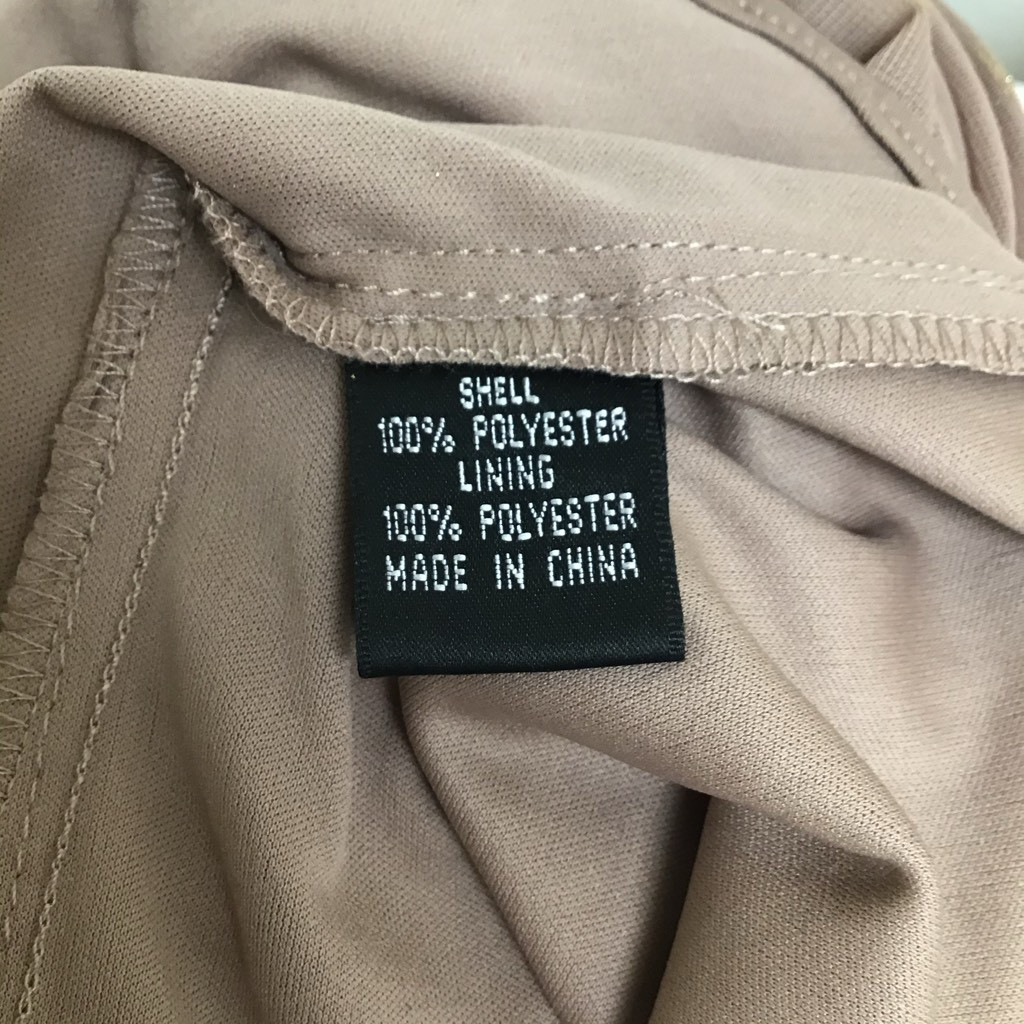 SHELL
100% POLYESTER
LINING
100% POLYESTER
MADE IN CHINA